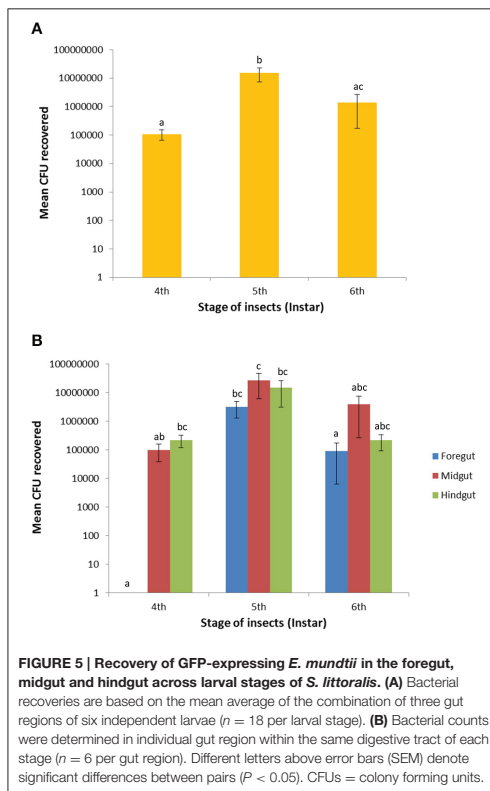 A
100000000
10000000
1000000
100000
10000
1000
100
10
1
Mean CFU recovered
a
b
ac
4th
5th
6th
Stage of insects (Instar)
B
100000000
10000000
1000000
100000
10000
1000
100
10
1
Mean CFU recovered
a
ab
bc
bc
c
bc
a
abc
abc
Foregut
Midgut
Hindgut
4th
5th
6th
Stage of insects (Instar)
FIGURE 5 | Recovery of GFP-expressing E. mundtii in the foregut,
midgut and hindgut across larval stages of S. littoralis. (A) Bacterial
recoveries are based on the mean average of the combination of three gut
regions of six independent larvae (n = 18 per larval stage). (B) Bacterial counts
were determined in individual gut region within the same digestive tract of each
stage (n = 6 per gut region). Different letters above error bars (SEM) denote
significant differences between pairs (P < 0.05). CFUs = colony forming units.